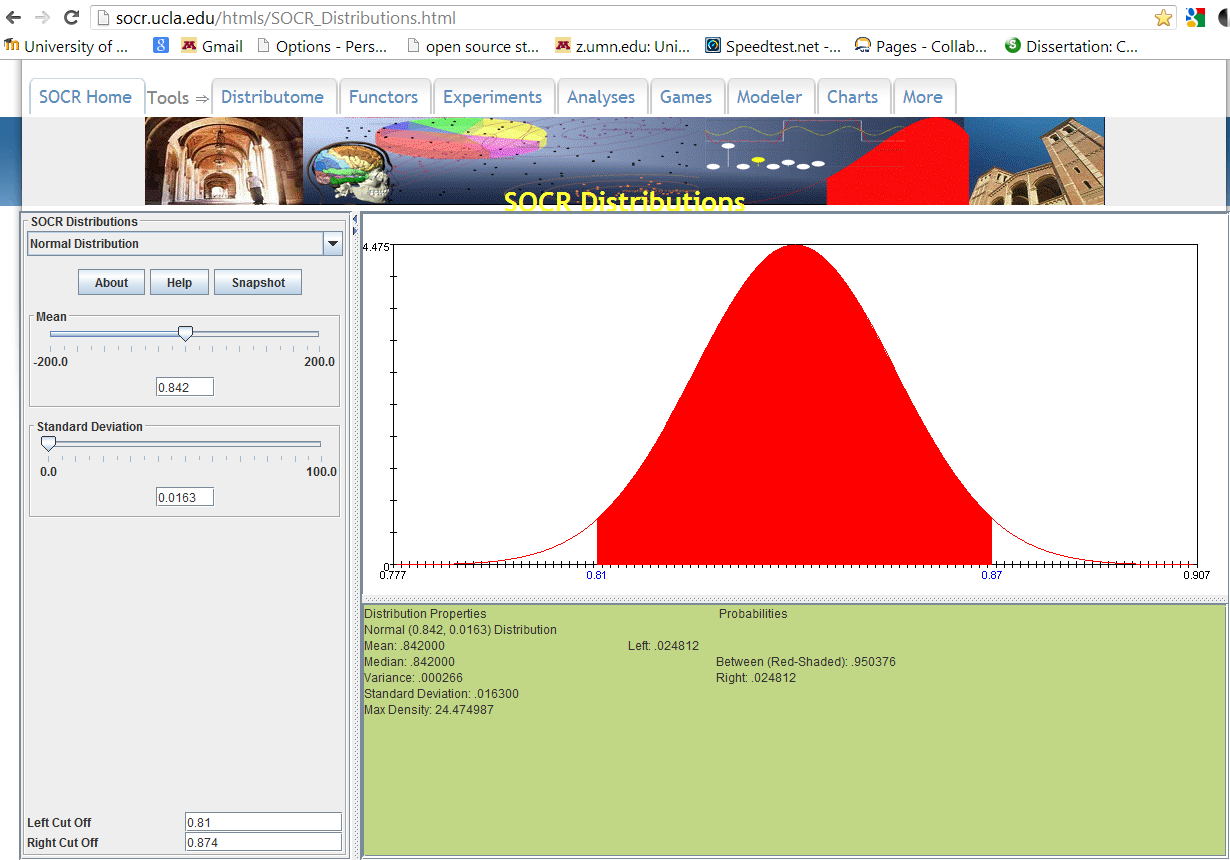 socr.ucla.edu/htmls/SOCR_Distributions.html
University of ... 8 Gmail Options - Pers... open source st... z.umn.edu: Uni... Speedtest.net -... Pages - Collab... Dissertation: C...
SOCR Home Tools ⇒ Distributome Functors Experiments Analyses Games Modeler Charts More
SOCR Distributions
SOCR Distributions
Normal Distribution
About Help Snapshot
Mean
-200.0 200.0
0.842
Standard Deviation
0.0 100.0
0.0163
Left Cut Off 0.81
Right Cut Off 0.874
4.475
0
0.777 0.81 0.87 0.907
Distribution Properties Probabilities
Normal (0.842, 0.0163) Distribution
Mean: .842000 Left: .024812
Median: .842000 Between (Red-Shaded): .950376
Variance: .000266 Right: .024812
Standard Deviation: .016300
Max Density: 24.474987